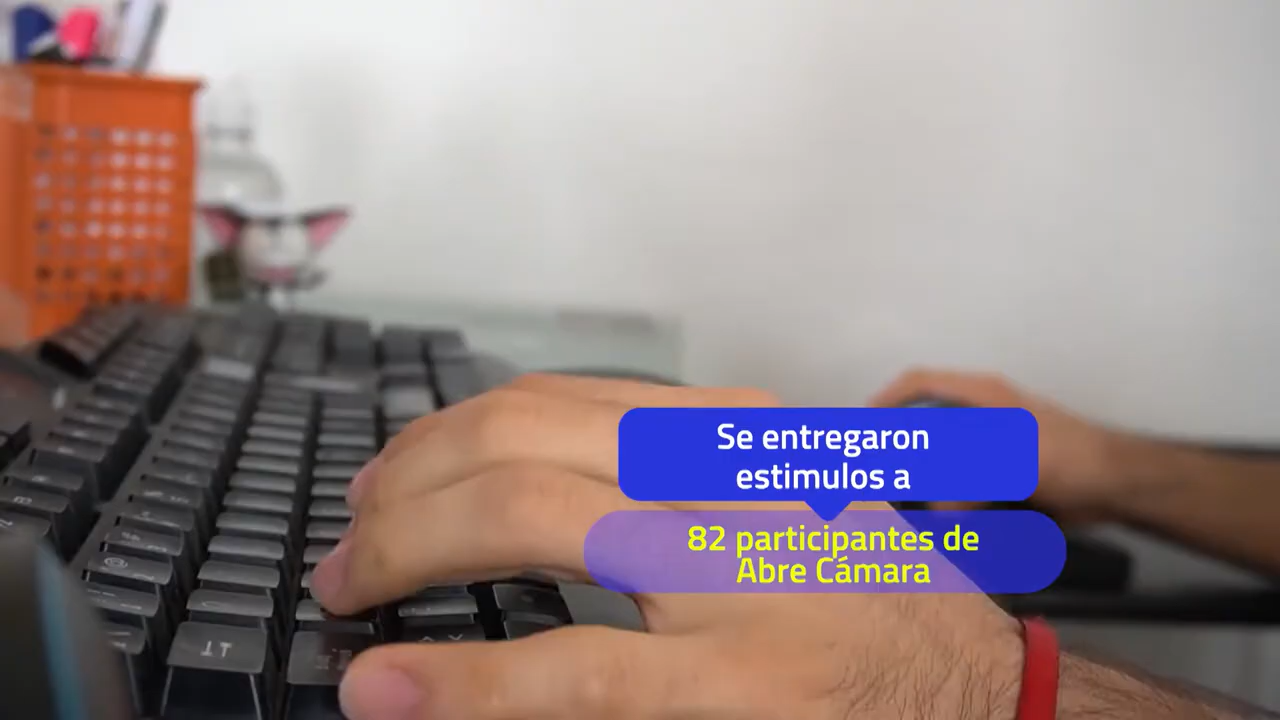 Se entregaron
estimulos a
82 participantes de
Abre Cámara